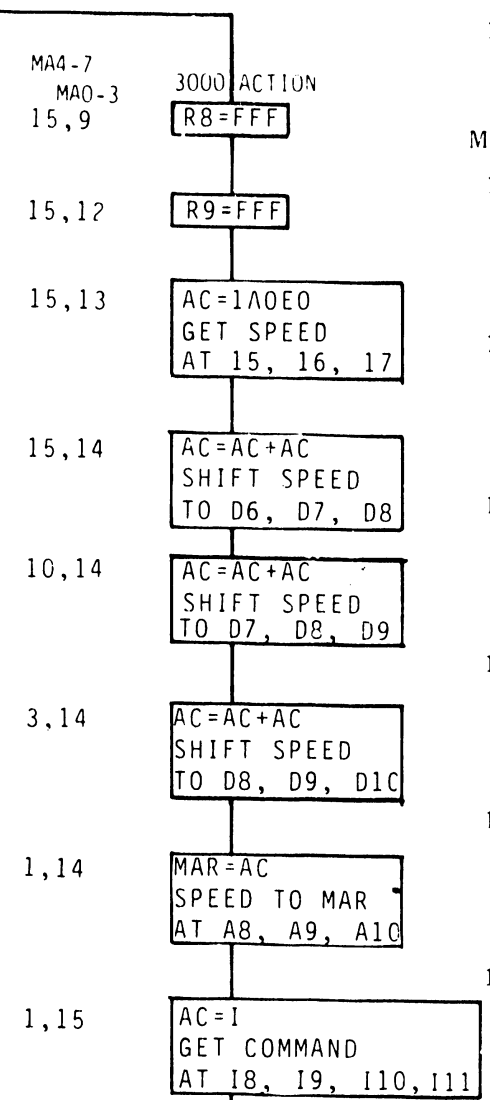 MA4-7
MA0-3
3000 ACTION
15,9
R8=FFF
M
15,12
R9=FFF
15,13
AC=1Λ0E0
GET SPEED
AT 15, 16, 17
15,14
AC=AC+AC
SHIFT SPEED
TO D6, D7, D8
10,14
AC=AC+AC
SHIFT SPEED
TO D7, D8, D9
3,14
AC=AC+AC
SHIFT SPEED
TO D8, D9, D10
1,14
MAR=AC
SPEED TO MAR
AT A8, A9, A10
1,15
AC=I
GET COMMAND
AT I8, I9, I10,I11